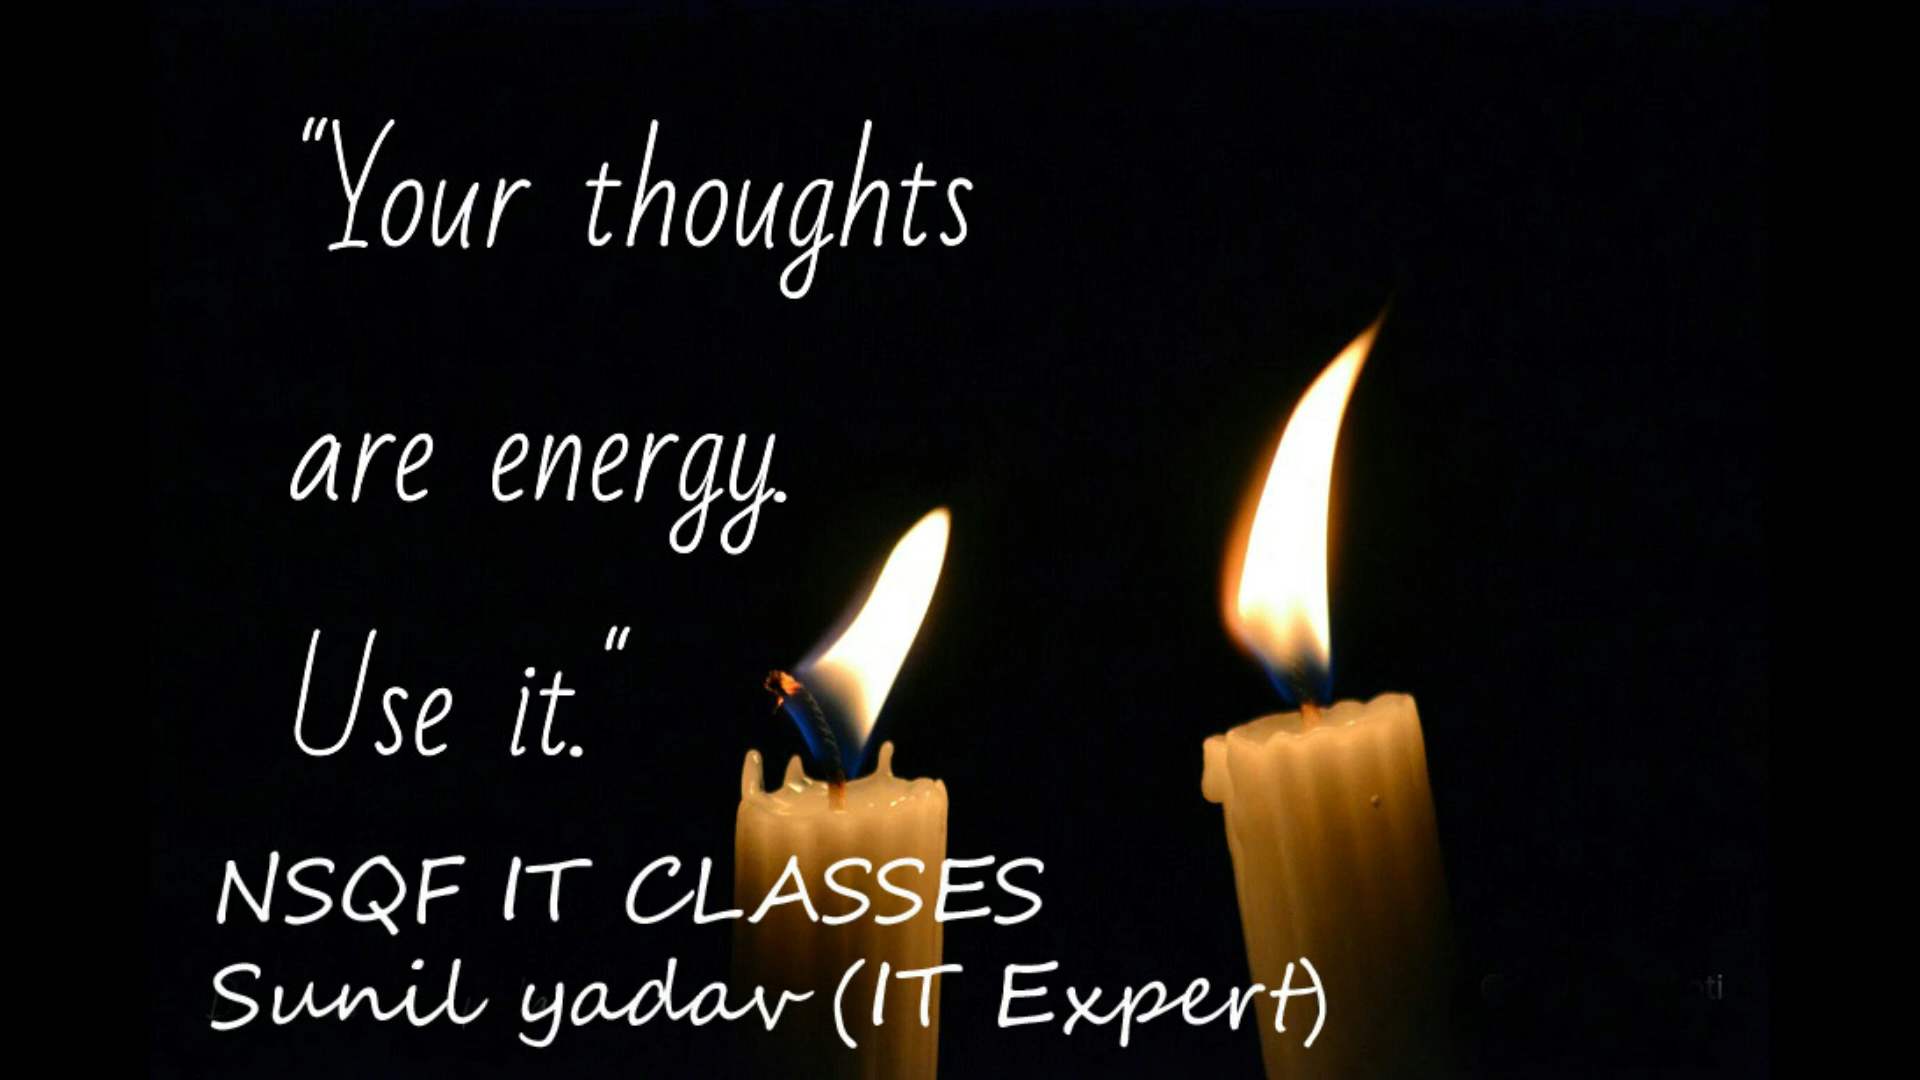 "Your thoughts
are energy.
Use it."
NSQF IT CLASSES
Sunil yadav (IT Expert)